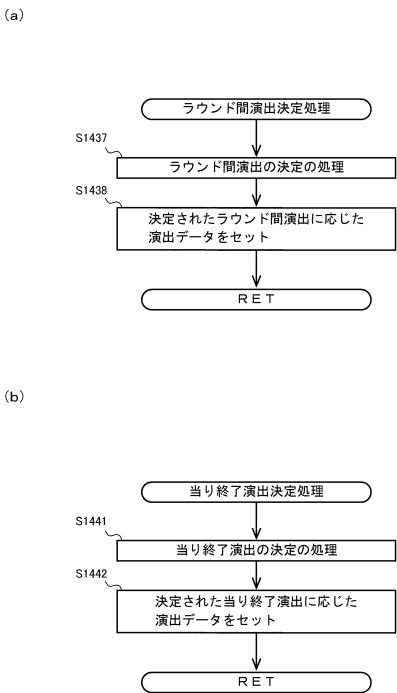 (a)
ラウンド間演出決定処理
S1437
ラウンド間演出の決定の処理
S1438
決定されたラウンド間演出に応じた
演出データをセット
RET
(b)
当り終了演出決定処理
S1441
当り終了演出の決定の処理
S1442
決定された当り終了演出に応じた
演出データをセット
RET